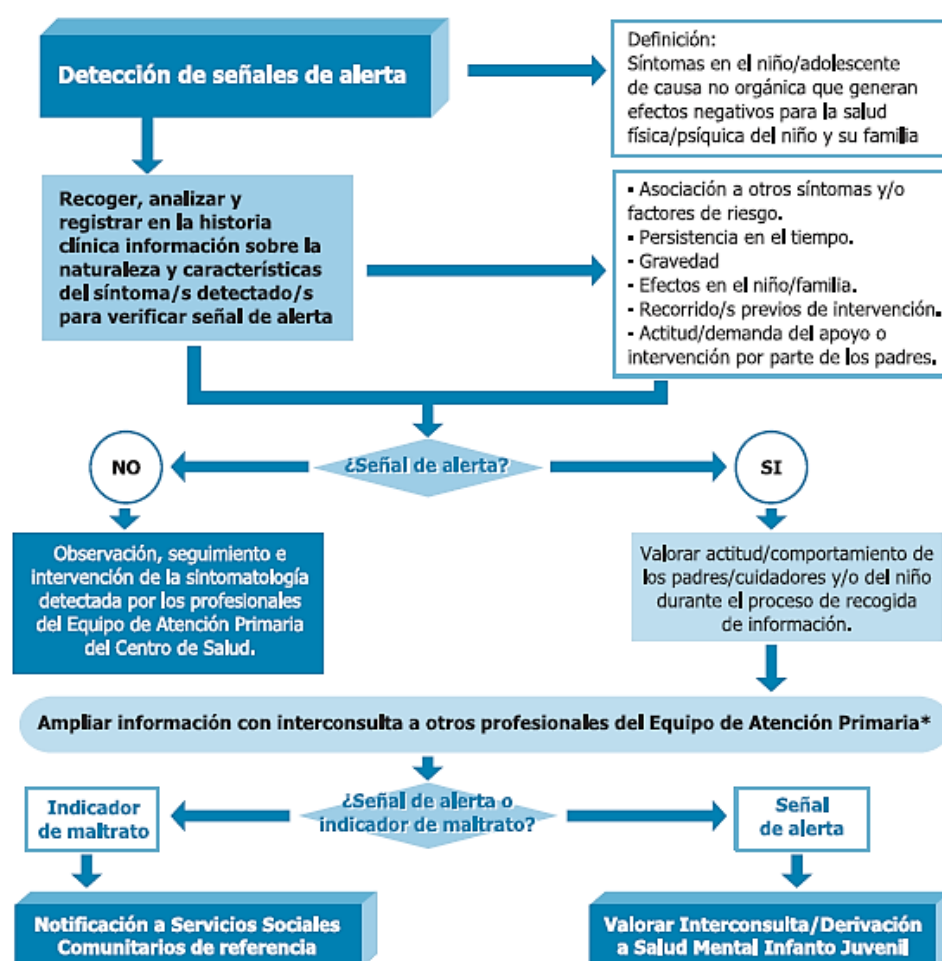 Detección de señales de alerta
Definición:
Síntomas en el niño/adolescente
de causa no orgánica que generan
efectos negativos para la salud
física/psíquica del niño y su familia
Recoger, analizar y
registrar en la historia
clínica información sobre la
naturaleza y características
del síntoma/s detectado/s
para verificar señal de alerta
- Asociación a otros síntomas y/o
factores de riesgo.
- Persistencia en el tiempo.
- Gravedad
- Efectos en el niño/familia.
- Recorrido/s previos de intervención.
- Actitud/demanda del apoyo o
intervención por parte de los padres.
¿Señal de alerta?
NO
SI
Observación, seguimiento e
intervención de la sintomatología
detectada por los profesionales
del Equipo de Atención Primaria
del Centro de Salud.
Valorar actitud/comportamiento de
los padres/cuidadores y/o del niño
durante el proceso de recogida
de información.
Ampliar información con interconsulta a otros profesionales del Equipo de Atención Primaria*
¿Señal de alerta o
indicador de maltrato?
Indicador
de maltrato
Señal
de alerta
Notificación a Servicios Sociales
Comunitarios de referencia
Valorar Interconsulta/Derivación
a Salud Mental Infanto Juvenil